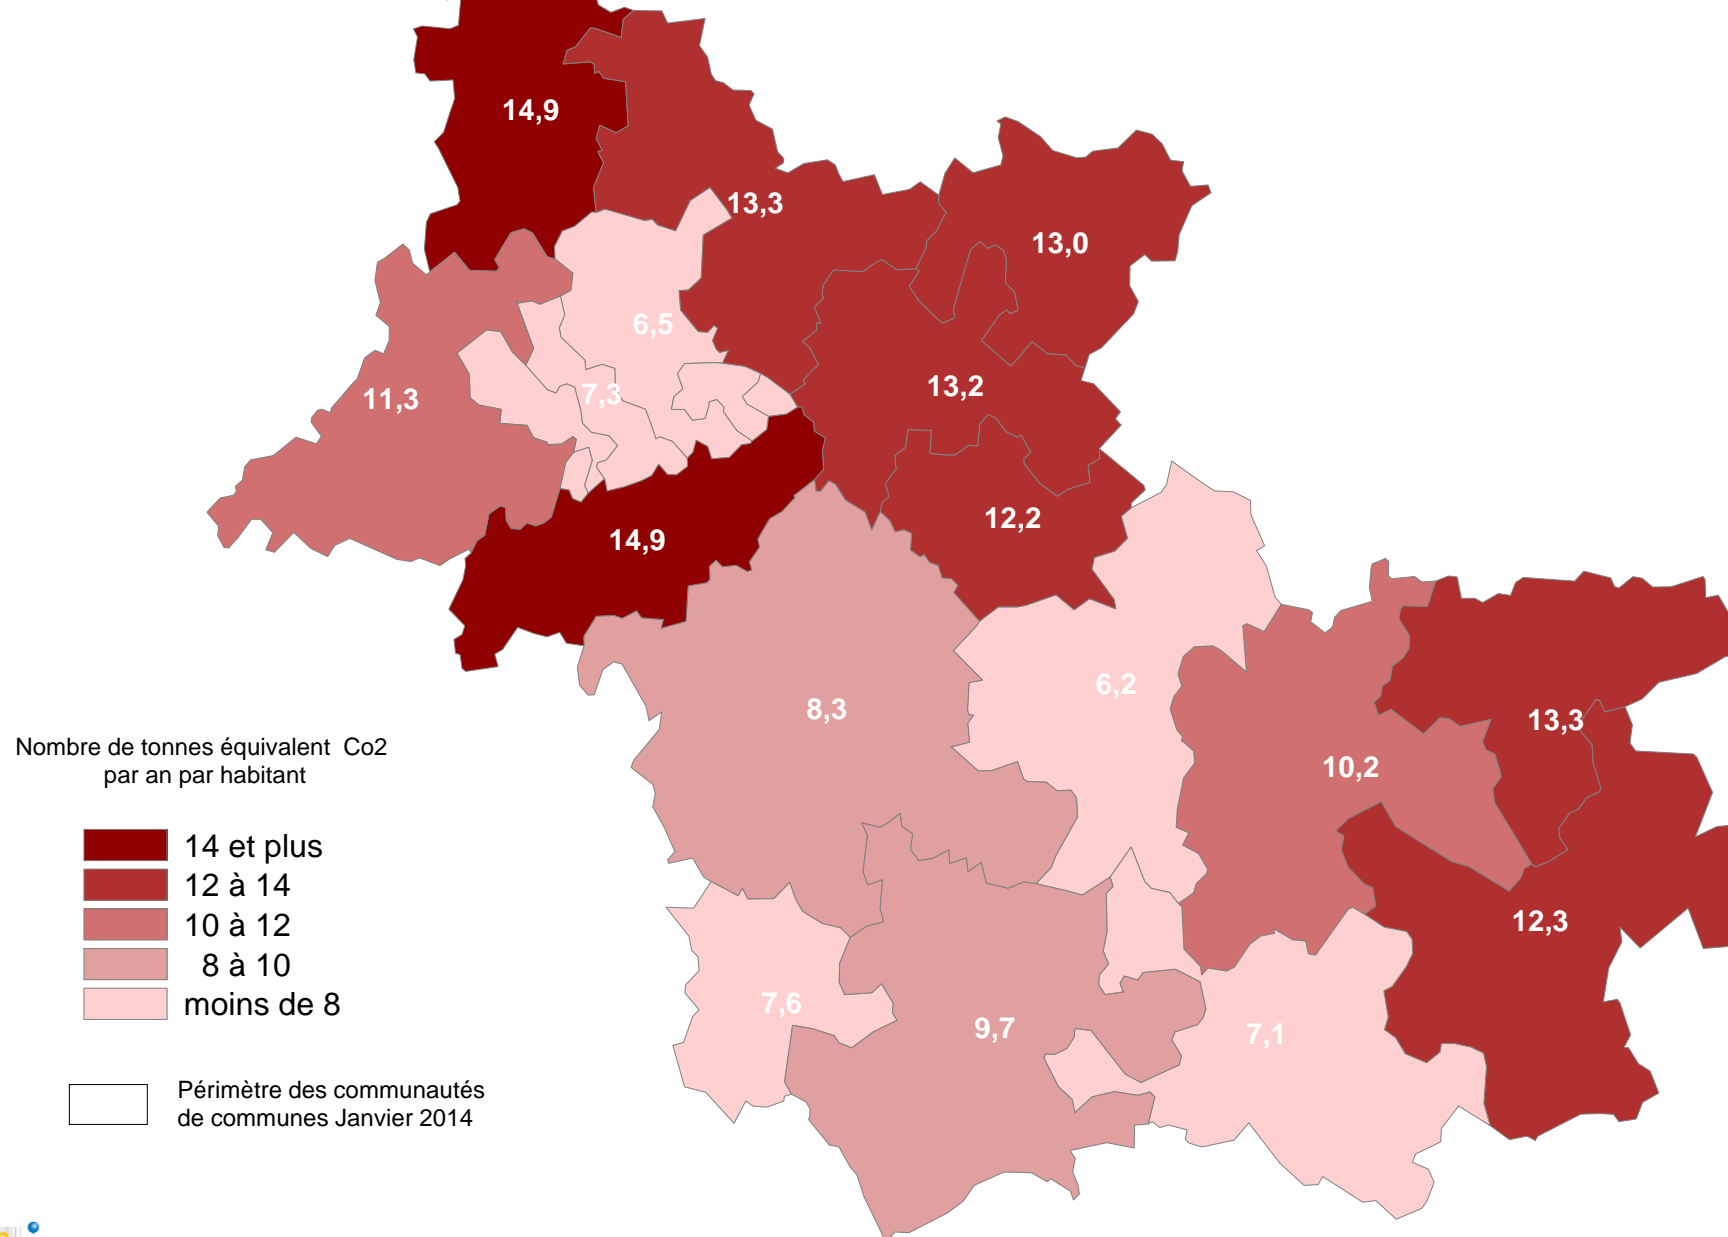 14,9
13,3
13,0
6,5
13,2
7,3
11,3
12,2
14,9
6,2
8,3
13,3
Nombre de tonnes équivalent Co2
par an par habitant
10,2
14 et plus
12 à 14
10 à 12
12,3
8 à 10
moins de 8
7,6
9,7
7,1
Périmètre des communautés
de communes Janvier 2014